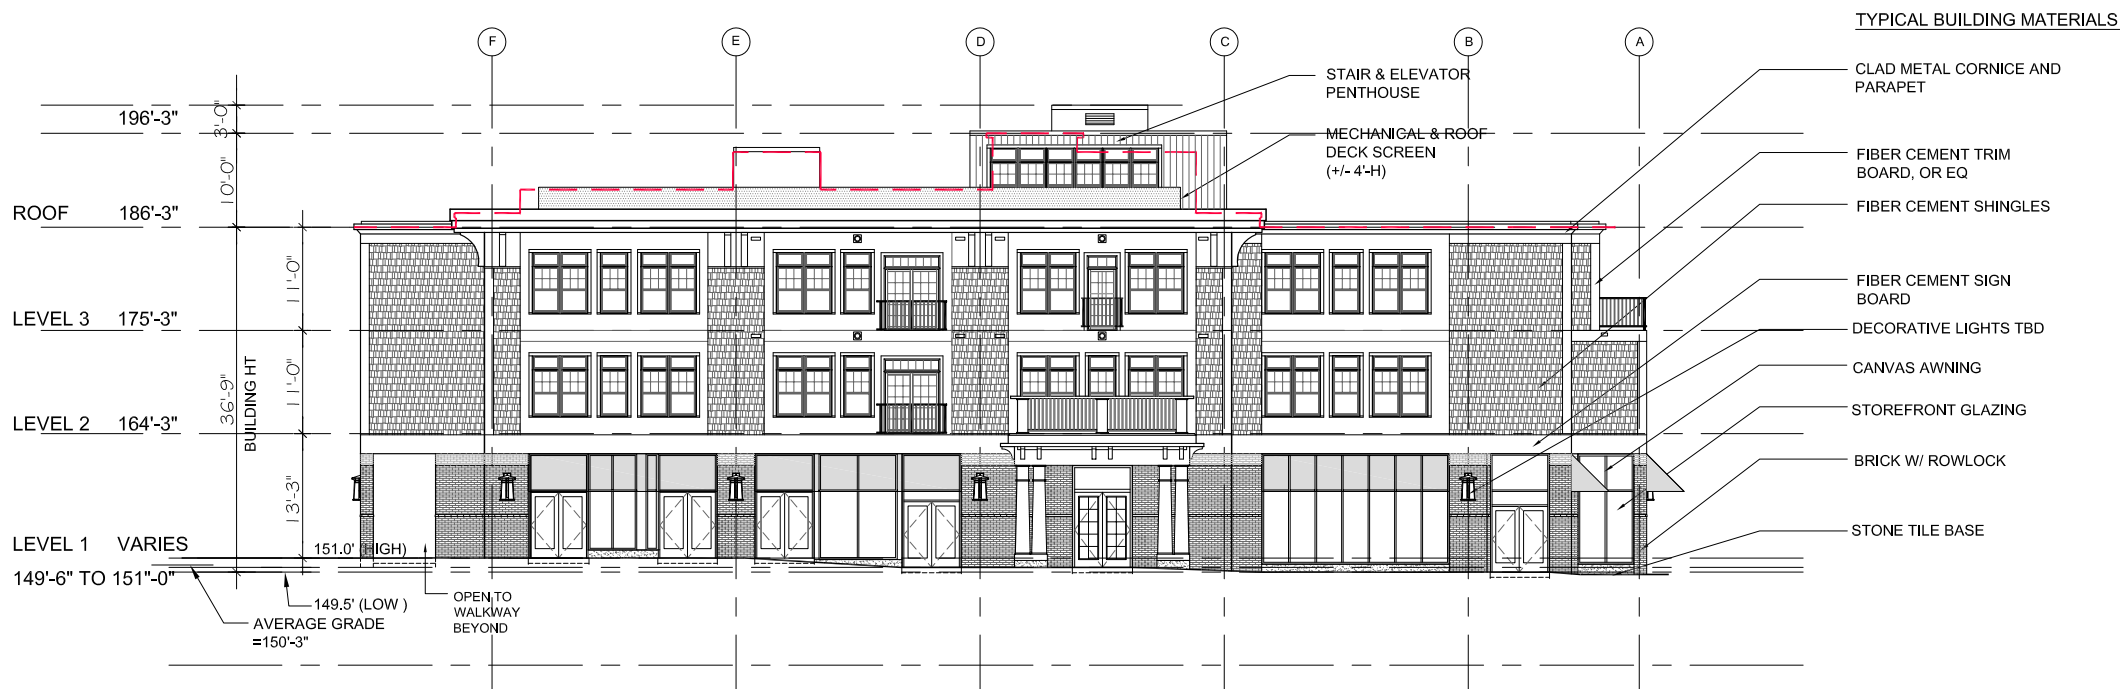 TYPICAL BUILDING MATERIALS
F
E
D
C
B
A
STAIR & ELEVATOR
PENTHOUSE
MECHANICAL & ROOF
DECK SCREEN
(+/- 4'-H)
CLAD METAL CORNICE AND
PARAPET
FIBER CEMENT TRIM
BOARD, OR EQ
FIBER CEMENT SHINGLES
FIBER CEMENT SIGN
BOARD
DECORATIVE LIGHTS TBD
CANVAS AWNING
STOREFRONT GLAZING
BRICK W/ ROWLOCK
STONE TILE BASE
196'-3"
3'-0"
10'-0"
ROOF 186'-3"
11'-0"
LEVEL 3 175'-3"
36'-9"
BUILDING HT
11'-0"
LEVEL 2 164'-3"
13'-3"
LEVEL 1 VARIES
149'-6" TO 151"-0"
151.0' (HIGH)
149.5' (LOW )
AVERAGE GRADE
=150'-3"
OPEN TO
WALKWAY
BEYOND